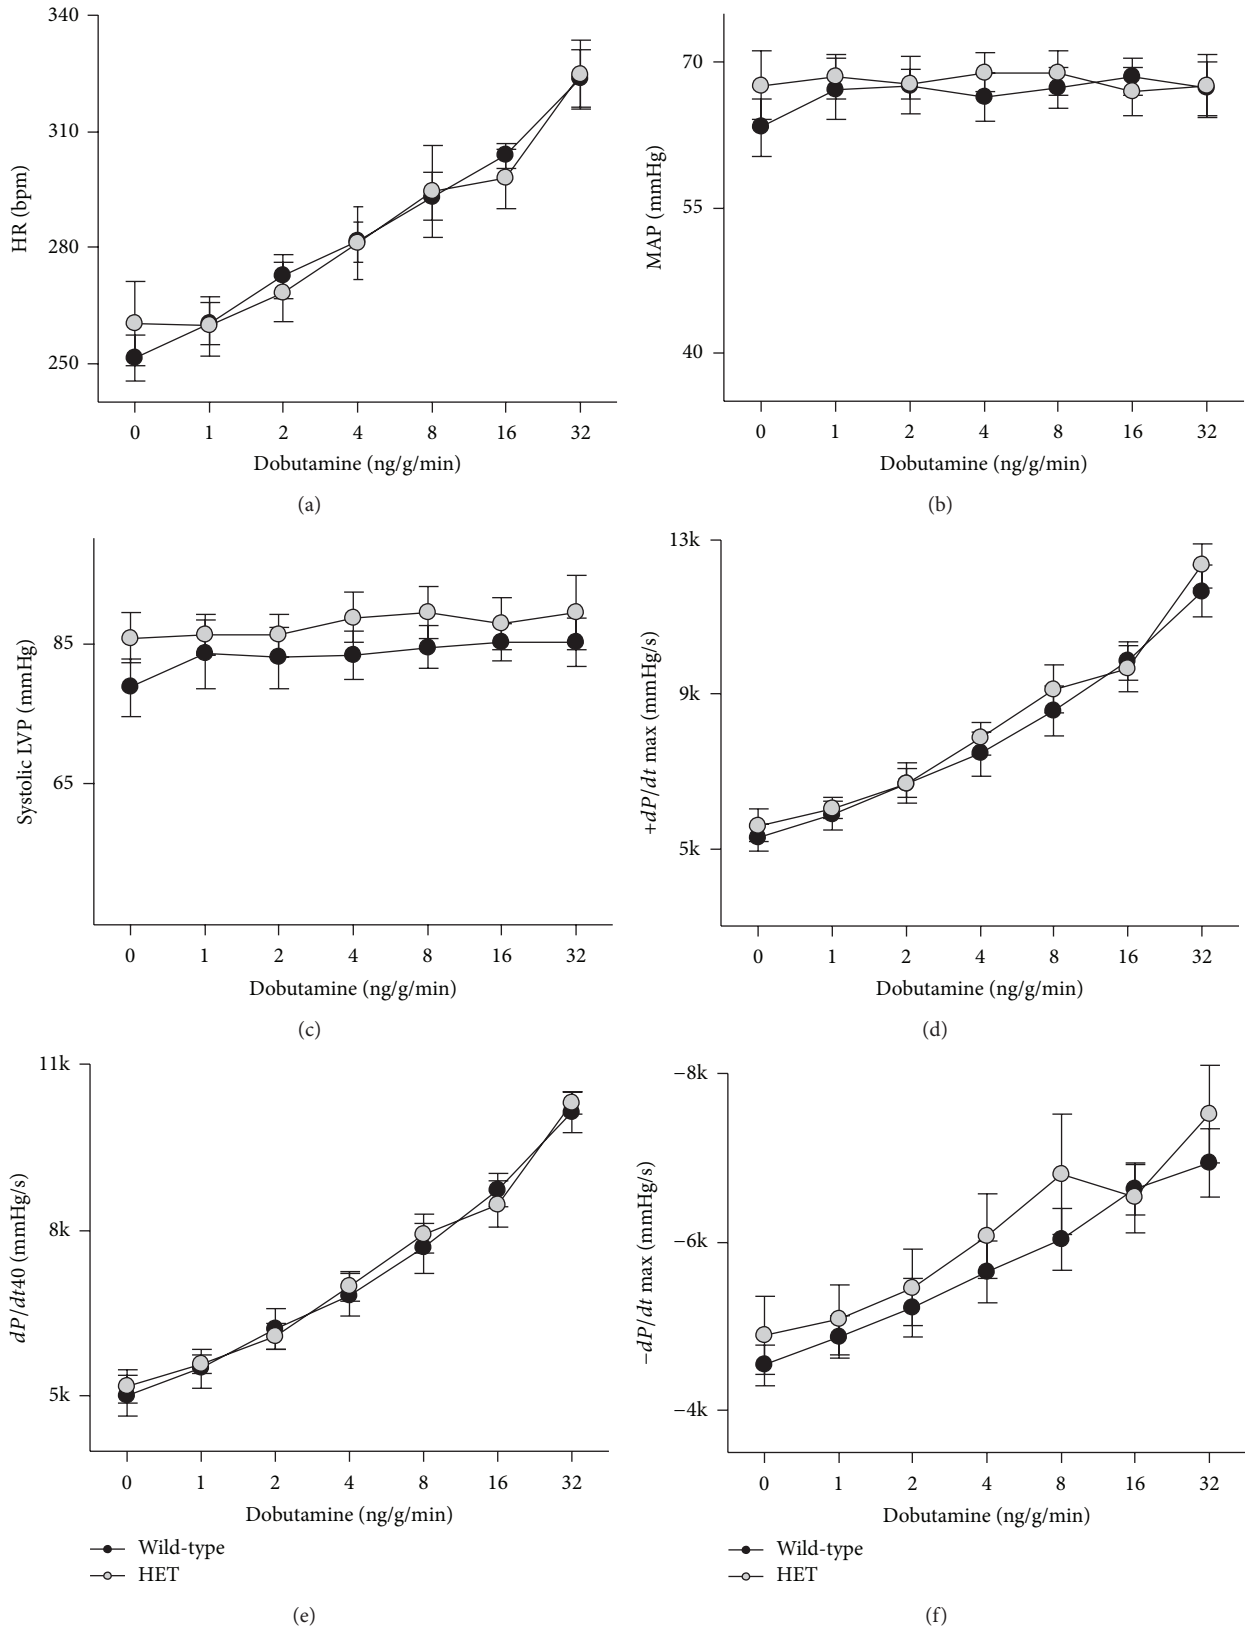 340
310
280
250
HR (bpm)
0 1 2 4 8 16 32
Dobutamine (ng/g/min)
(a)
70
55
40
MAP (mmHg)
0 1 2 4 8 16 32
Dobutamine (ng/g/min)
(b)
85
65
Systolic LVP (mmHg)
0 1 2 4 8 16 32
Dobutamine (ng/g/min)
(c)
13k
9k
5k
+dP/dt max (mmHg/s)
0 1 2 4 8 16 32
Dobutamine (ng/g/min)
(d)
11k
8k
5k
dP/dt40 (mmHg/s)
0 1 2 4 8 16 32
Dobutamine (ng/g/min)
Wild-type
HET
(e)
−8k
−6k
−4k
−dP/dt max (mmHg/s)
0 1 2 4 8 16 32
Dobutamine (ng/g/min)
Wild-type
HET
(f)